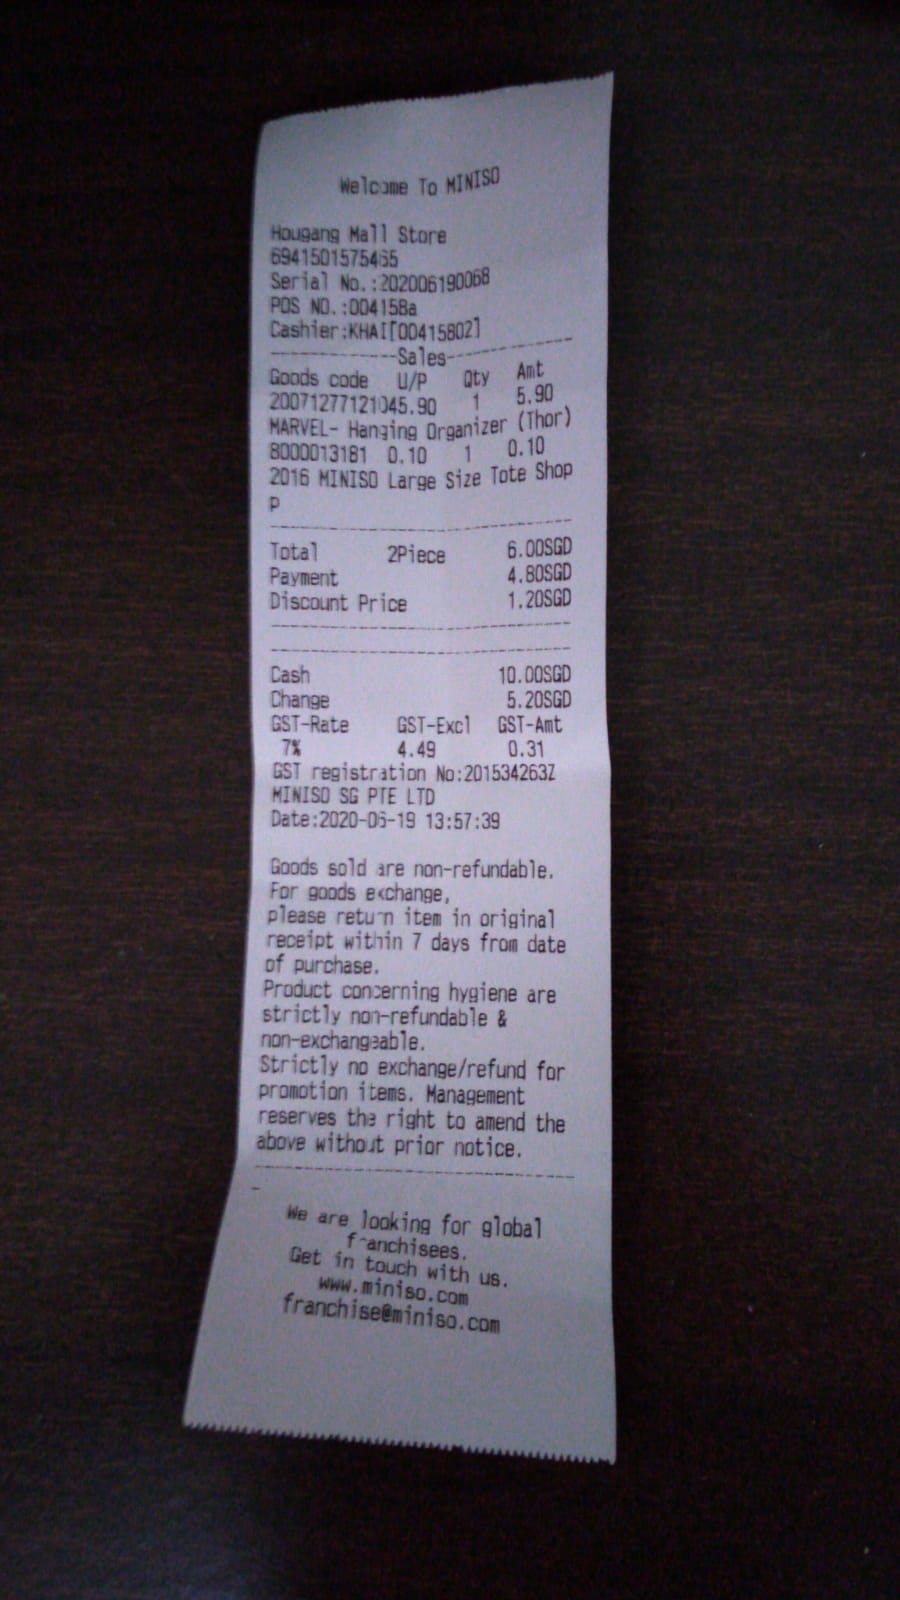 Welcome To MINISO
Hougang Mall Store
6941501575465
Serial No.:202006190068
POS NO.:004158a
Cashier:KHAI[00415802]
------------Sales------------
Goods code U/P Qty Amt
20071277121045.90 1 5.90
MARVEL- Hanging Organizer (Thor)
8000013181 0.10 1 0.10
2016 MINISO Large Size Tote Shop
p
Total 2Piece 6.00SGD
Payment 4.80SGD
Discount Price 1.20SGD
Cash 10.00SGD
Change 5.20SGD
GST-Rate GST-Excl GST-Amt
7% 4.49 0.31
GST registration No:201534263Z
MINISO SG PTE LTD
Date:2020-06-19 13:57:39
Goods sold are non-refundable.
For goods exchange,
please return item in original
receipt within 7 days from date
of purchase.
Product concerning hygiene are
strictly non-refundable &
non-exchangeable.
Strictly no exchange/refund for
promotion items. Management
reserves the right to amend the
above without prior notice.
We are looking for global
franchisees.
Get in touch with us.
www.miniso.com
franchise@miniso.com